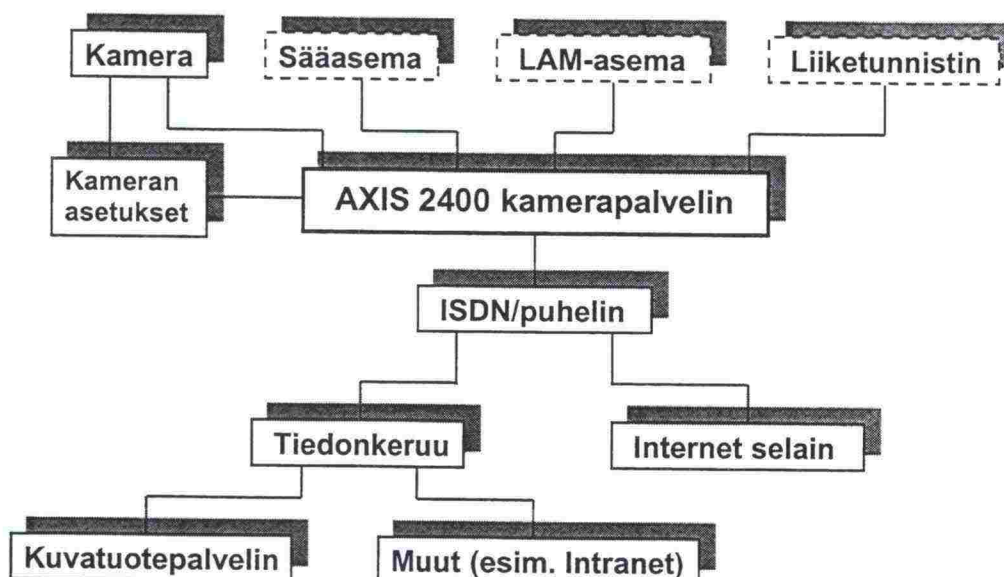 Kamera
Sääasema
LAM-asema
Liiketunnistin
Kameran
asetukset
AXIS 2400 kamerapalvelin
ISDN/puhelin
Tiedonkeruu
Internet selain
Kuvatuotepalvelin
Muut (esim. Intranet)